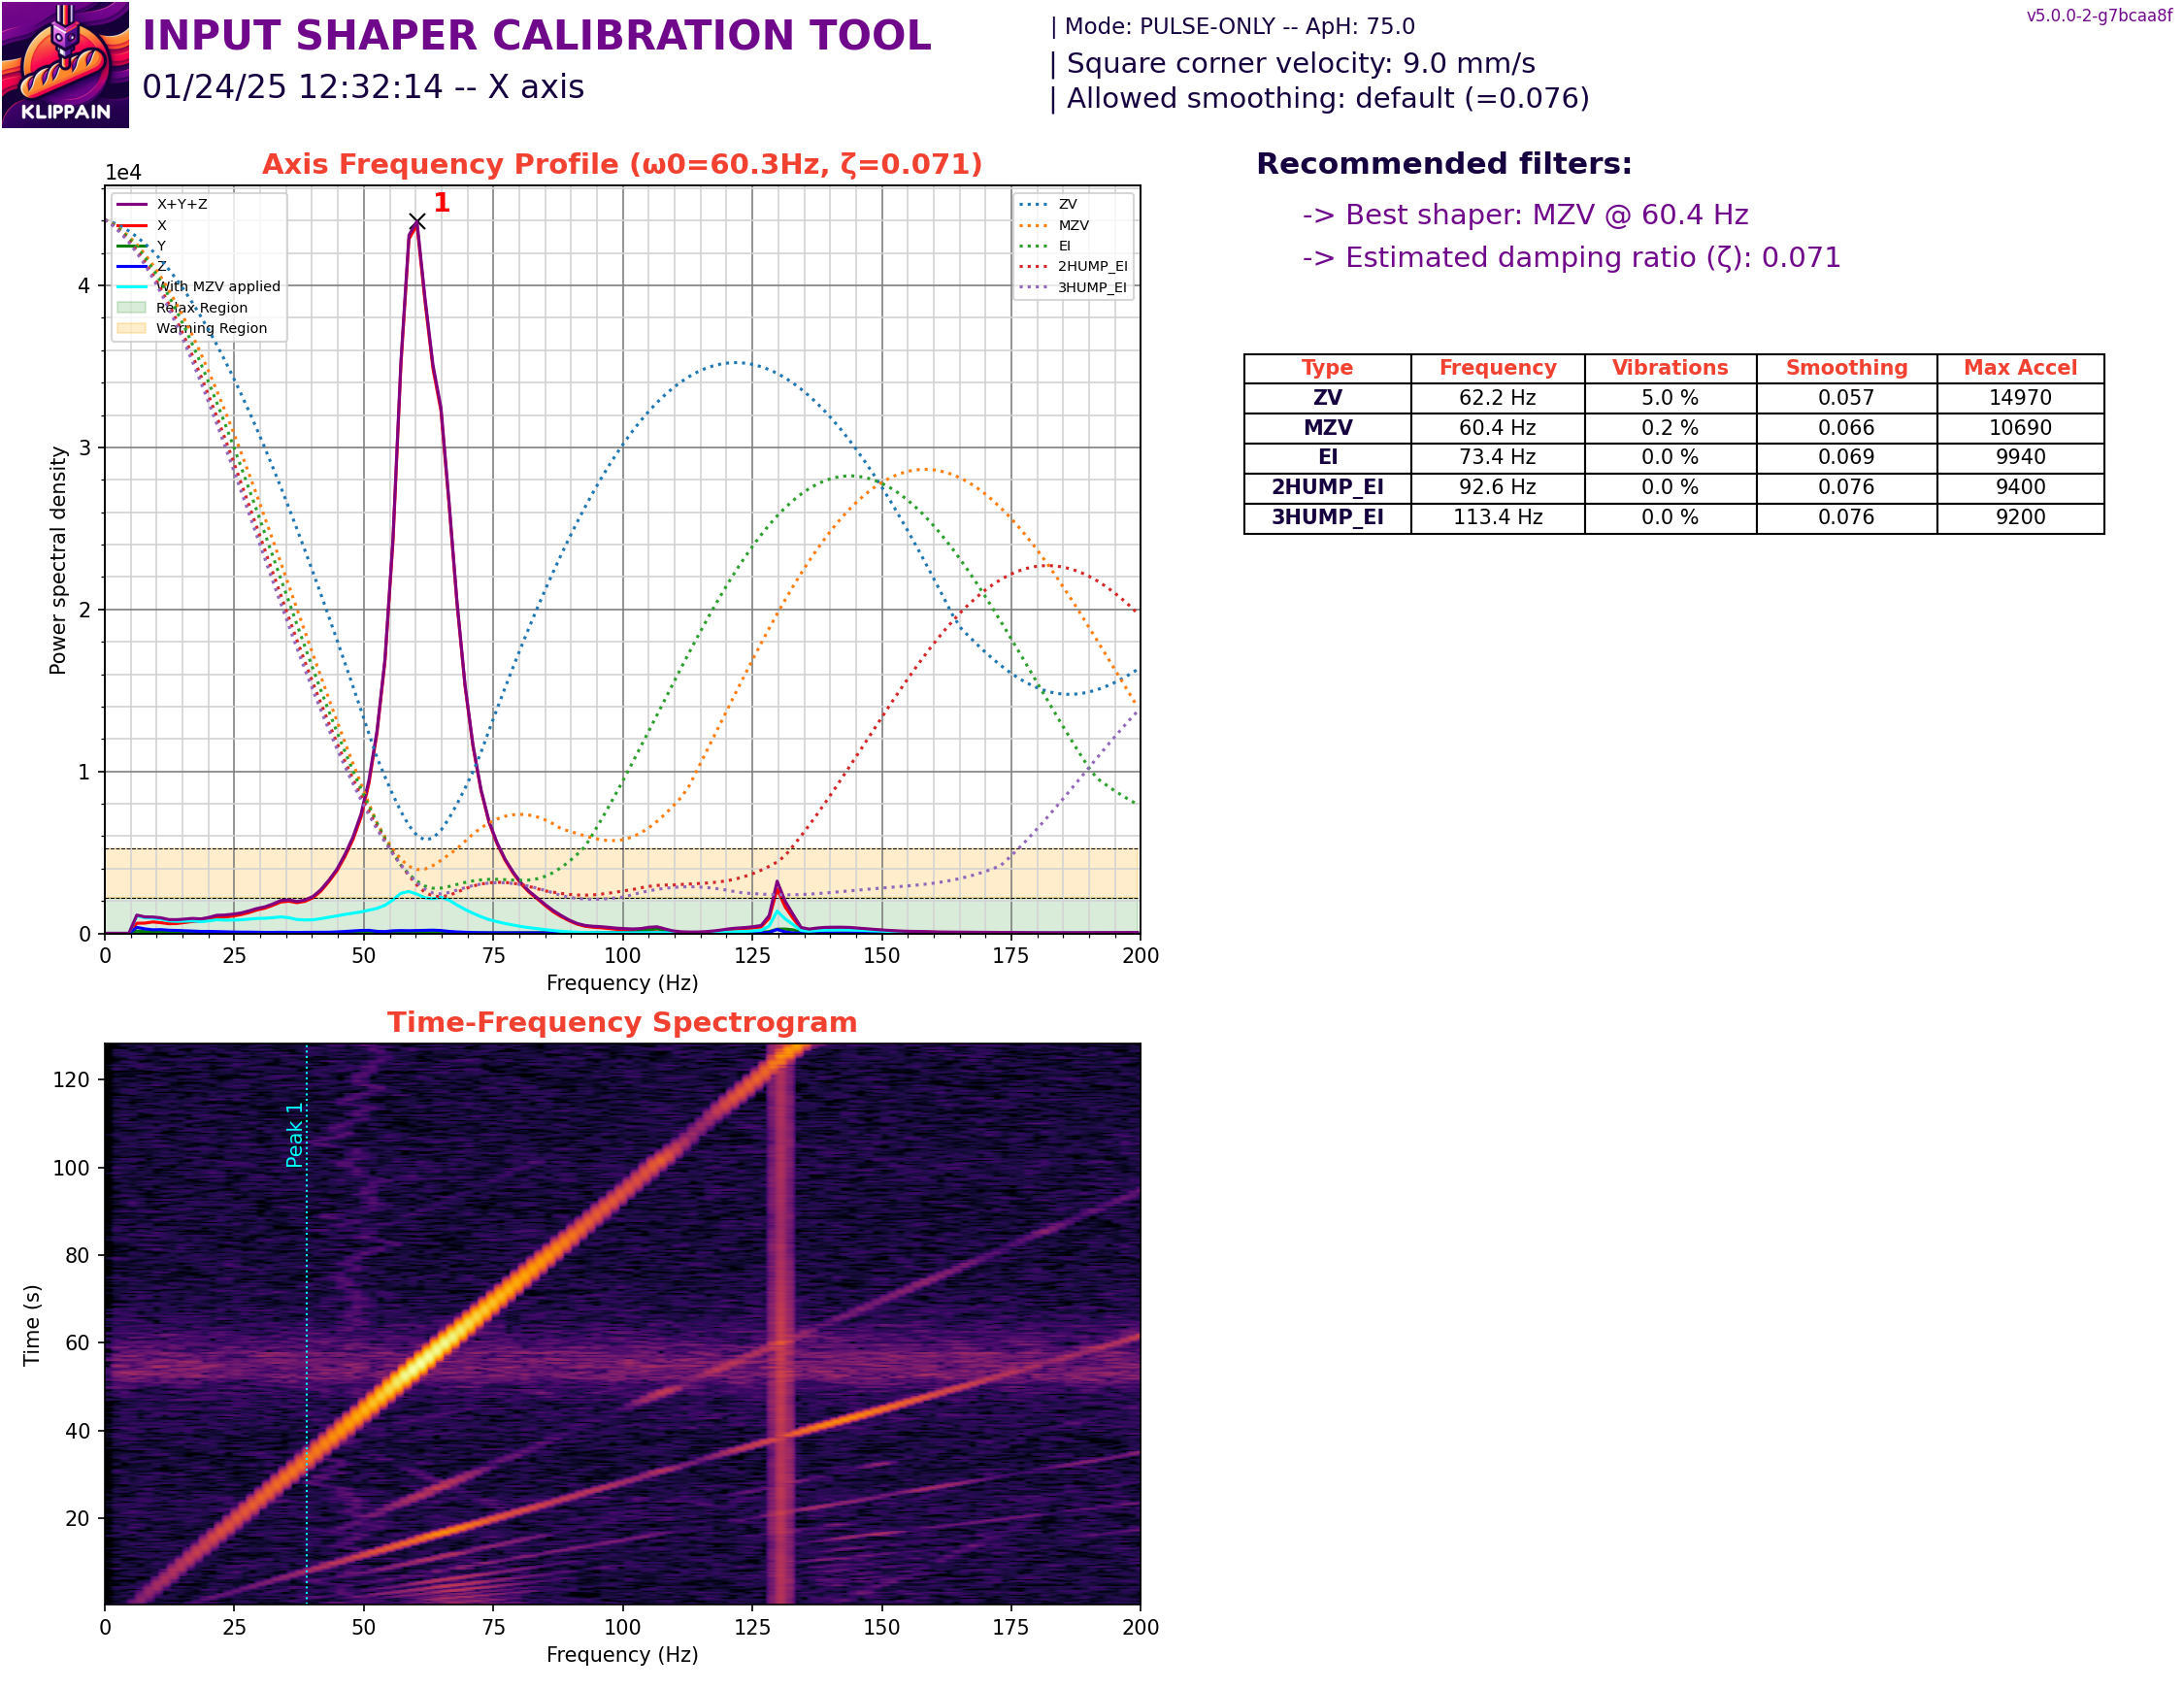 KLIPPAIN
INPUT SHAPER CALIBRATION TOOL
01/24/25 12:32:14 -- X axis
| Mode: PULSE-ONLY -- ApH: 75.0
| Square corner velocity: 9.0 mm/s
| Allowed smoothing: default (=0.076)
v5.0.0-2-g7bcaa8f
Axis Frequency Profile (ω0=60.3Hz, ζ=0.071)
1e4
X+Y+Z
X
Y
Z
With MZV applied
Relax Region
Warning Region
1
ZV
MZV
EI
2HUMP_EI
3HUMP_EI
Power spectral density
4
3
2
1
0
0 25 50 75 100 125 150 175 200
Frequency (Hz)
Recommended filters:
-> Best shaper: MZV @ 60.4 Hz
-> Estimated damping ratio (ζ): 0.071
Type Frequency Vibrations Smoothing Max Accel
ZV 62.2 Hz 5.0 % 0.057 14970
MZV 60.4 Hz 0.2 % 0.066 10690
EI 73.4 Hz 0.0 % 0.069 9940
2HUMP_EI 92.6 Hz 0.0 % 0.076 9400
3HUMP_EI 113.4 Hz 0.0 % 0.076 9200
Time-Frequency Spectrogram
Peak 1
Time (s)
120
100
80
60
40
20
0 25 50 75 100 125 150 175 200
Frequency (Hz)